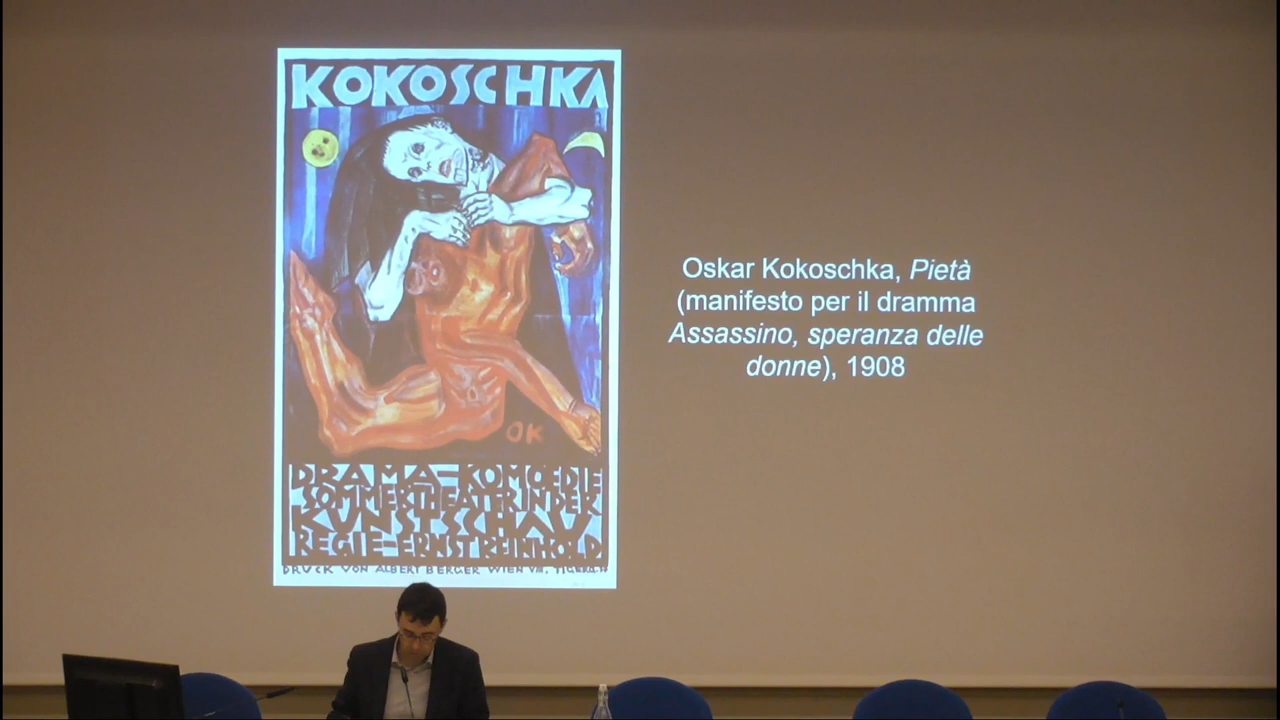 KOKOSCHKA
OK
DRAMA-KOMOEDIE
SOMMERTHEATER IN DER
KUNSTSCHAU
REGIE-ERNST REINHOLD
DRUCK VON ALBERT BERGER WIEN VIII.
Oskar Kokoschka, Pietà
(manifesto per il dramma
Assassino, speranza delle
donne), 1908